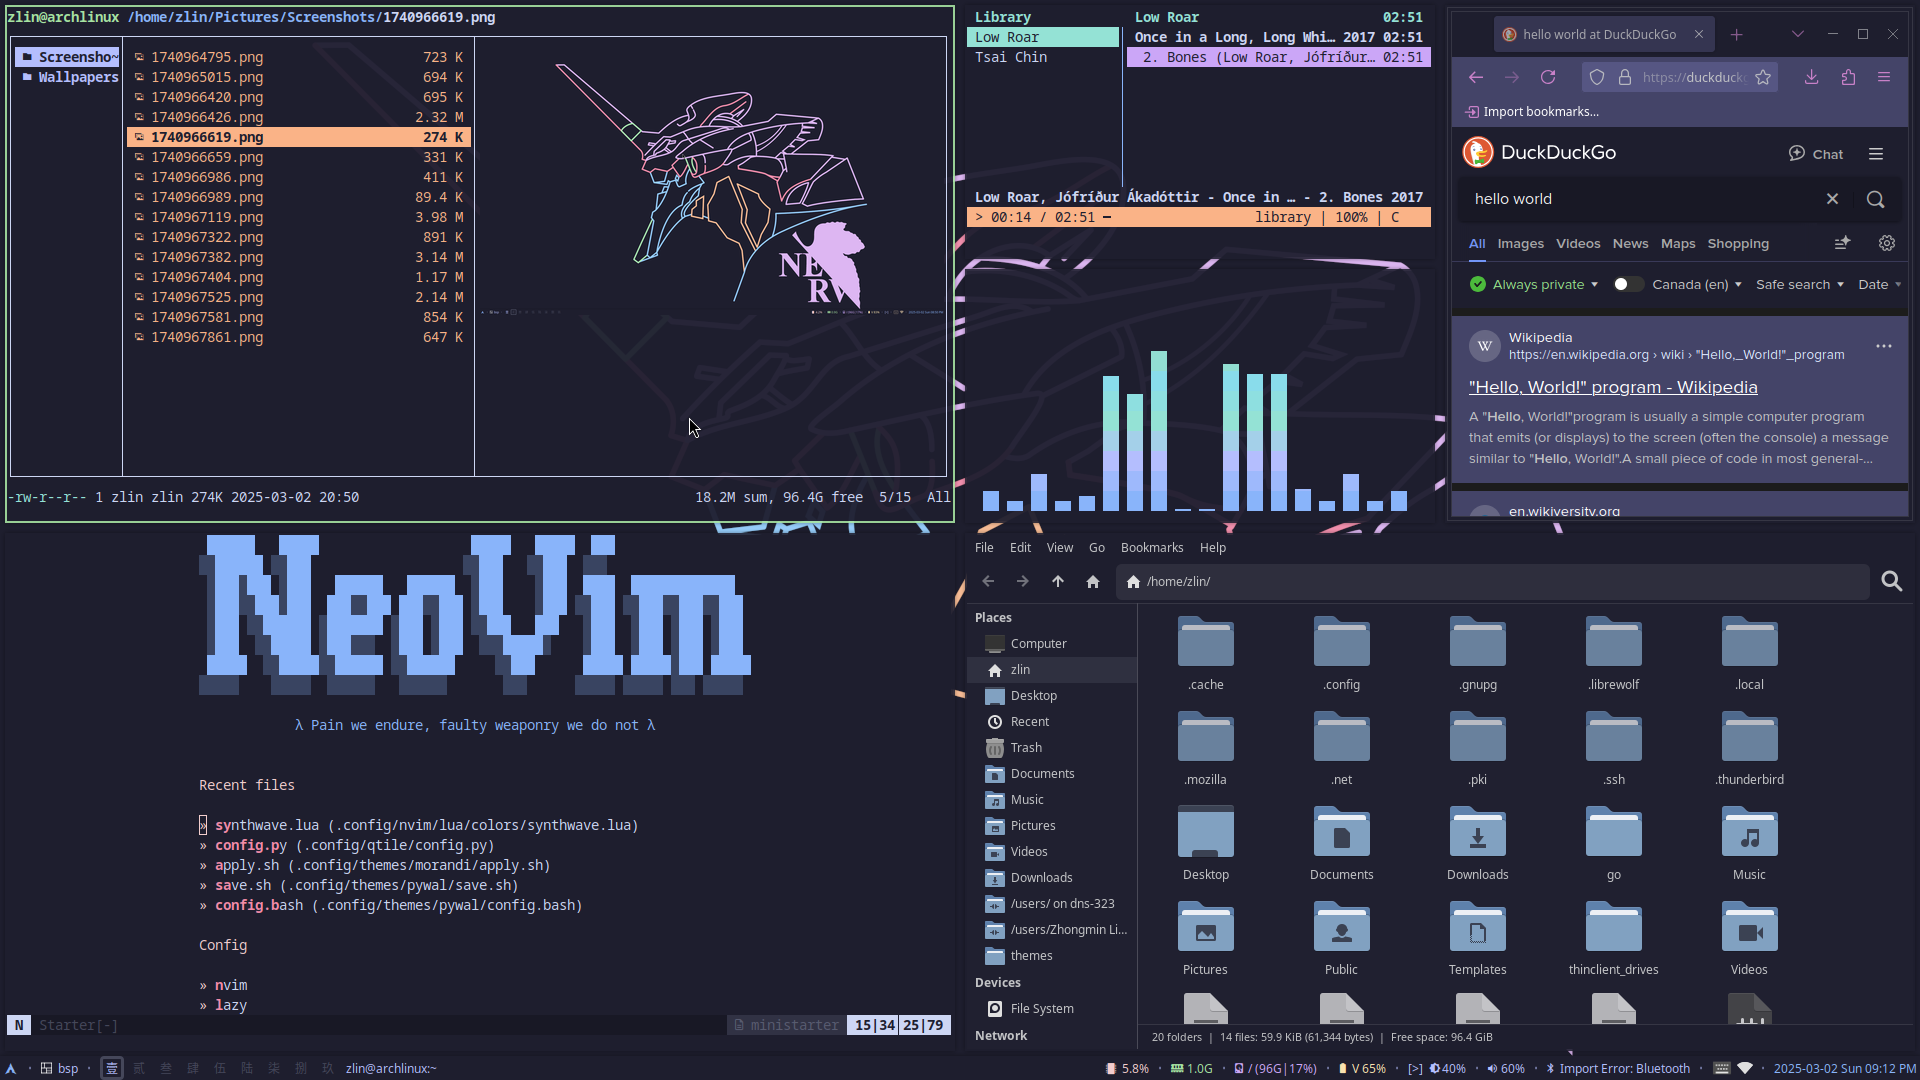 zlin@archlinux /home/zlin/Pictures/Screenshots/1740966619.png
Screensho~
Wallpapers
1740964795.png 723 K
1740965015.png 694 K
1740966420.png 695 K
1740966426.png 2.32 M
1740966619.png 274 K
1740966659.png 331 K
1740966986.png 411 K
1740966989.png 89.4 K
1740967119.png 3.98 M
1740967322.png 891 K
1740967382.png 3.14 M
1740967404.png 1.17 M
1740967525.png 2.14 M
1740967581.png 854 K
1740967861.png 647 K
NERV
-rw-r--r-- 1 zlin zlin 274K 2025-03-02 20:50 18.2M sum, 96.4G free 5/15 All
Library
Low Roar
Tsai Chin
Low Roar 02:51
Once in a Long, Long Whi… 2017 02:51
2. Bones (Low Roar, Jófríður… 02:51
Low Roar, Jófríður Ákadóttir - Once in … - 2. Bones 2017
> 00:14 / 02:51 — library | 100% | C
hello world at DuckDuckGo
https://duckduck
Import bookmarks...
DuckDuckGo
Chat
hello world
All Images Videos News Maps Shopping
Always private Canada (en) Safe search Date
W
Wikipedia
https://en.wikipedia.org › wiki › "Hello,_World!"_program
"Hello, World!" program - Wikipedia
A "Hello, World!"program is usually a simple computer program
that emits (or displays) to the screen (often the console) a message
similar to "Hello, World!".A small piece of code in most general-...
en.wikiversity.org
NeoVim
λ Pain we endure, faulty weaponry we do not λ
Recent files
» synthwave.lua (.config/nvim/lua/colors/synthwave.lua)
» config.py (.config/qtile/config.py)
» apply.sh (.config/themes/morandi/apply.sh)
» save.sh (.config/themes/pywal/save.sh)
» config.bash (.config/themes/pywal/config.bash)
Config
» nvim
» lazy
N Starter[-] ministarter 15|34 25|79
File Edit View Go Bookmarks Help
/home/zlin/
Places
Computer
zlin
Desktop
Recent
Trash
Documents
Music
Pictures
Videos
Downloads
/users/ on dns-323
/users/Zhongmin Li...
themes
Devices
File System
Network
.cache .config .gnupg .librewolf .local
.mozilla .net .pki .ssh .thunderbird
Desktop Documents Downloads go Music
Pictures Public Templates thinclient_drives Videos
20 folders | 14 files: 59.9 KiB (61,344 bytes) | Free space: 96.4 GiB
bsp 壹 贰 叁 肆 伍 陆 柒 捌 玖 zlin@archlinux:~
5.8% 1.0G / (96G|17%) V 65% [>] 40% 60% Import Error: Bluetooth 2025-03-02 Sun 09:12 PM